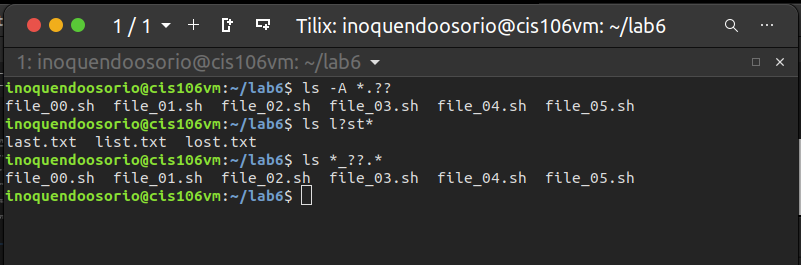 1 / 1 Tilix: inoquendoosorio@cis106vm: ~/lab6
1: inoquendoosorio@cis106vm: ~/lab6
inoquendoosorio@cis106vm:~/lab6$ ls -A *.??
file_00.sh file_01.sh file_02.sh file_03.sh file_04.sh file_05.sh
inoquendoosorio@cis106vm:~/lab6$ ls l?st*
last.txt list.txt lost.txt
inoquendoosorio@cis106vm:~/lab6$ ls *_??.*
file_00.sh file_01.sh file_02.sh file_03.sh file_04.sh file_05.sh
inoquendoosorio@cis106vm:~/lab6$